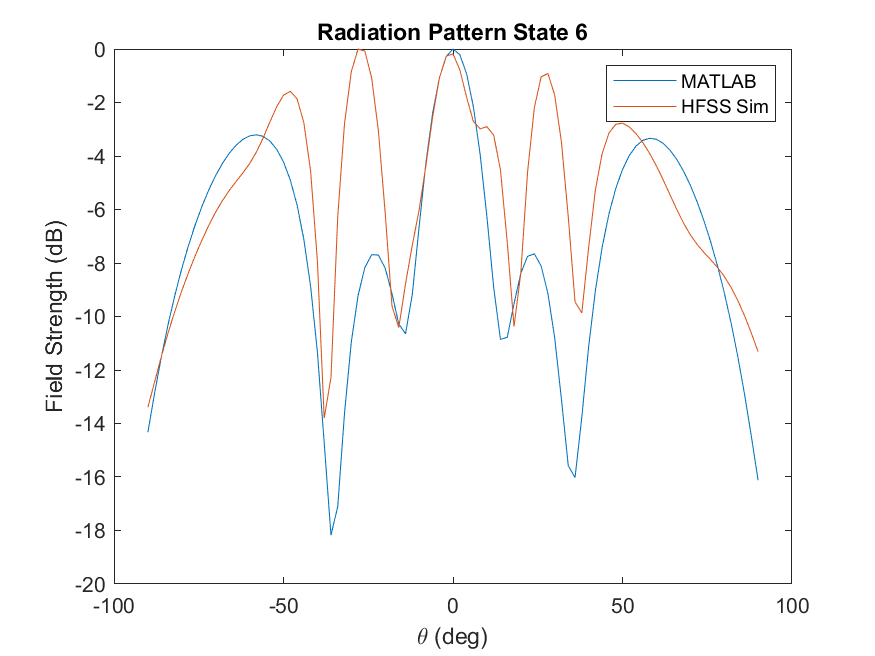 Radiation Pattern State 6
MATLAB
HFSS Sim
Field Strength (dB)
0
-2
-4
-6
-8
-10
-12
-14
-16
-18
-20
-100 -50 0 50 100
θ (deg)